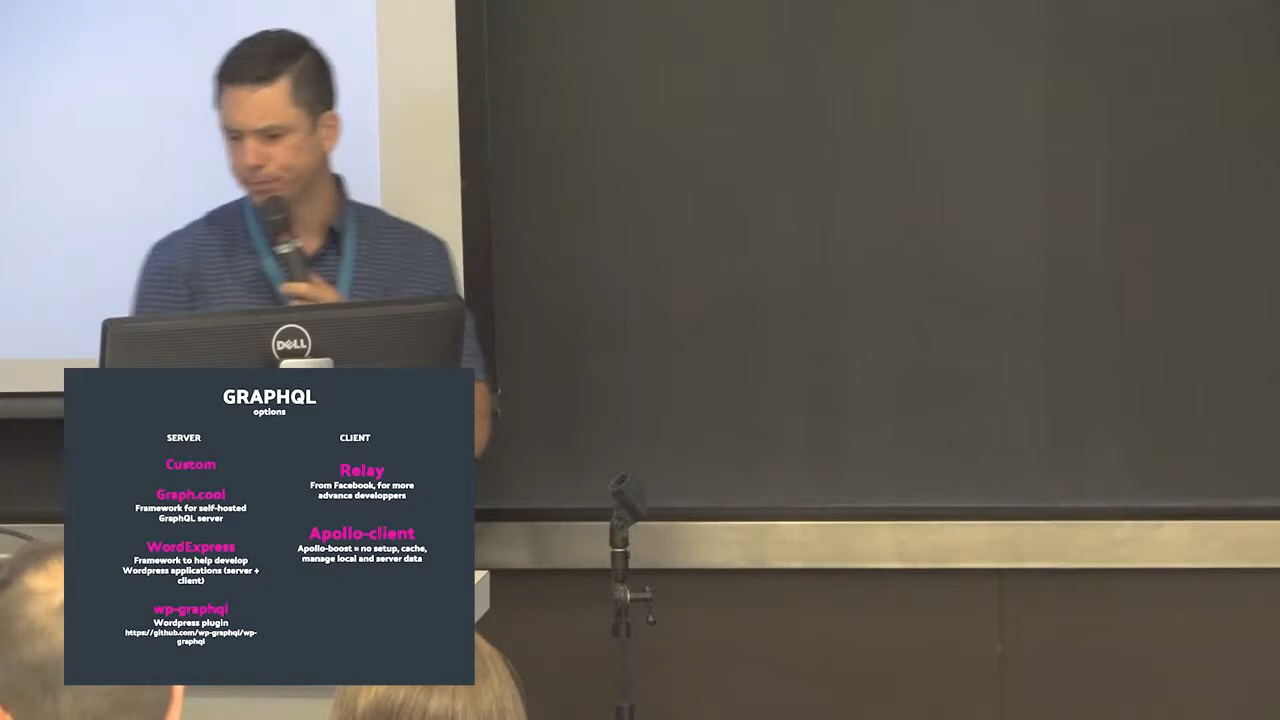 DELL
GRAPHQL
options
SERVER
Custom
Graph.cool
Framework for self-hosted
GraphQL server
WordExpress
Framework to help develop
Wordpress applications (server +
client)
wp-graphql
Wordpress plugin
https://github.com/wp-graphql/wp-
graphql
CLIENT
Relay
From Facebook, for more
advance developpers
Apollo-client
Apollo-boost = no setup, cache,
manage local and server data